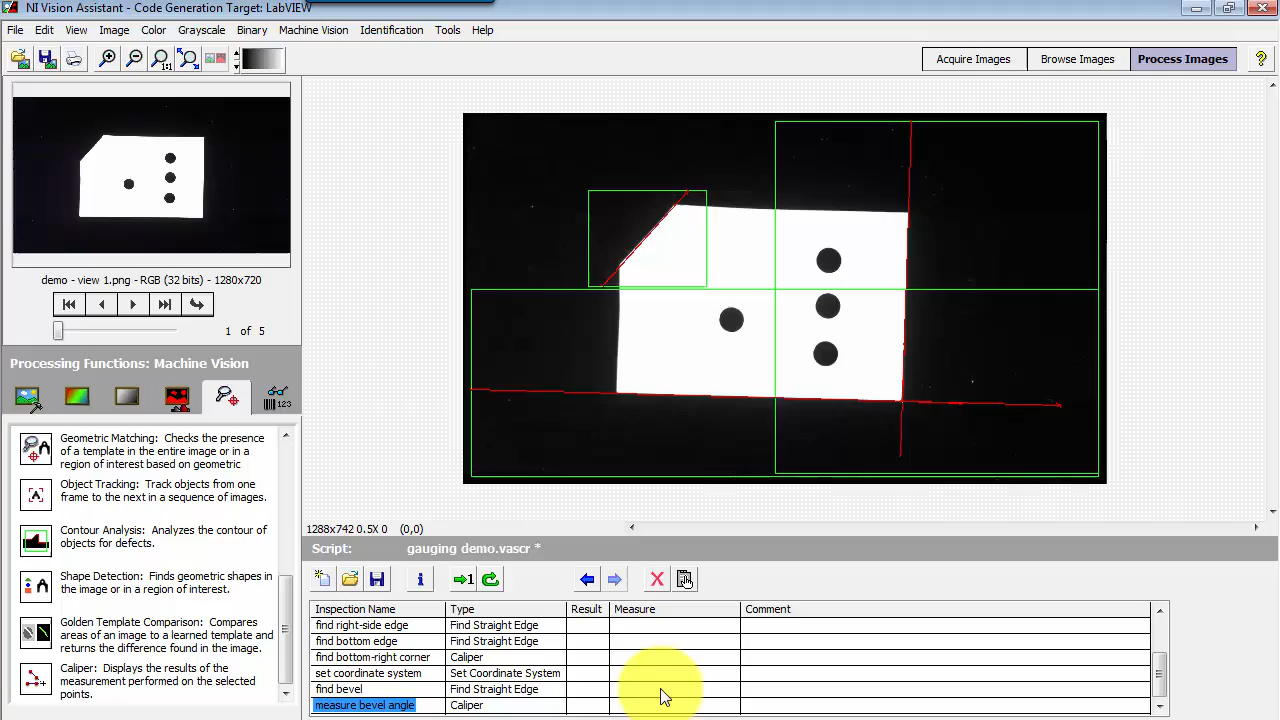 NI Vision Assistant - Code Generation Target: LabVIEW
File Edit View Image Color Grayscale Binary Machine Vision Identification Tools Help
1:1
Acquire Images Browse Images Process Images ?
demo - view 1.png - RGB (32 bits) - 1280x720
1 of 5
Processing Functions: Machine Vision
123
Geometric Matching: Checks the presence
of a template in the entire image or in a
region of interest based on geometric
Object Tracking: Track objects from one
frame to the next in a sequence of images.
Contour Analysis: Analyzes the contour of
objects for defects.
Shape Detection: Finds geometric shapes in
the image or in a region of interest.
Golden Template Comparison: Compares
areas of an image to a learned template and
returns the difference found in the image.
Caliper: Displays the results of the
measurement performed on the selected
points.
1288x742 0.5X 0 (0,0)
Script: gauging demo.vascr *
1
Inspection Name Type Result Measure Comment
find right-side edge Find Straight Edge
find bottom edge Find Straight Edge
find bottom-right corner Caliper
set coordinate system Set Coordinate System
find bevel Find Straight Edge
measure bevel angle Caliper